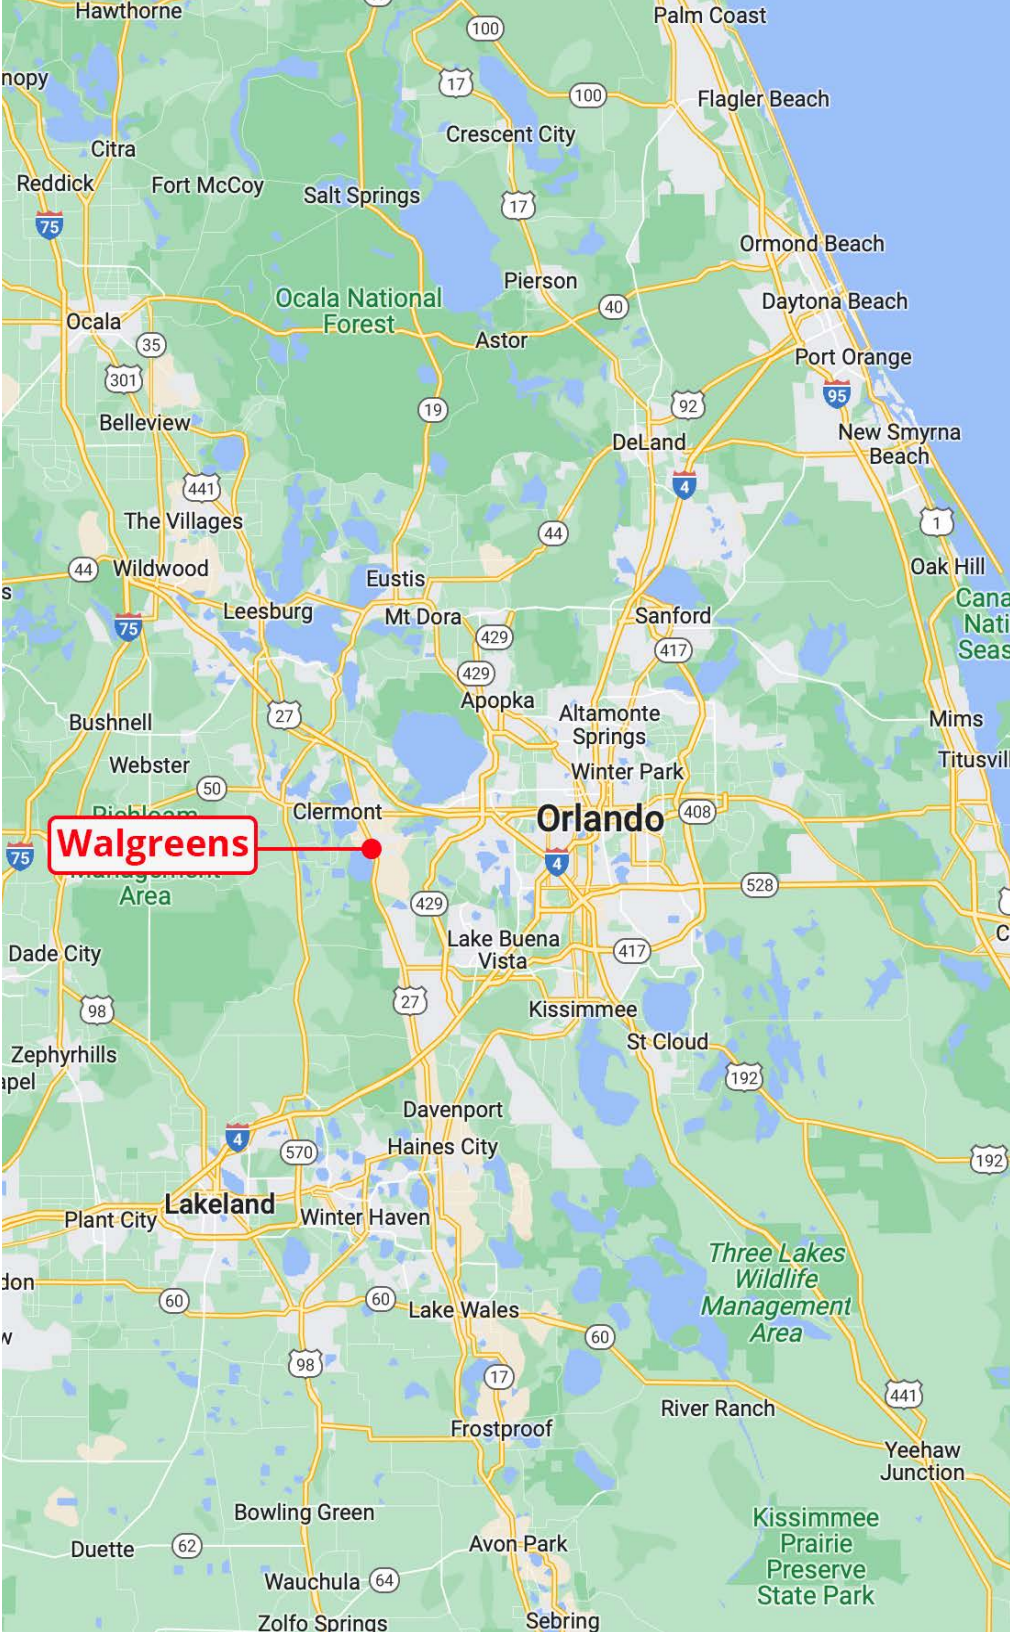 Hawthorne
Palm Coast
100
nopy
17
100
Flagler Beach
Crescent City
Citra
Reddick
Fort McCoy
Salt Springs
17
75
Ormond Beach
Pierson
Ocala National
Forest
Daytona Beach
40
Ocala
Astor
35
Port Orange
301
95
92
19
Belleview
DeLand
New Smyrna
Beach
4
441
The Villages
1
44
44
Wildwood
Oak Hill
Eustis
s
Cana
Nati
Seas
Leesburg
Mt Dora
Sanford
75
429
417
429
Apopka
27
Altamonte
Springs
Bushnell
Mims
Webster
Titusvil
Winter Park
50
Clermont
Orlando
408
Richloam
Walgreens
75
4
Management
Area
528
429
C
Lake Buena
Vista
417
Dade City
27
98
Kissimmee
St Cloud
Zephyrhills
apel
192
Davenport
4
Haines City
570
192
Lakeland
Plant City
Winter Haven
Three Lakes
Wildlife
Management
Area
don
60
60
Lake Wales
w
60
98
17
441
River Ranch
Frostproof
Yeehaw
Junction
Bowling Green
Kissimmee
Prairie
Preserve
State Park
Duette
62
Avon Park
Wauchula
64
Zolfo Springs
Sebring